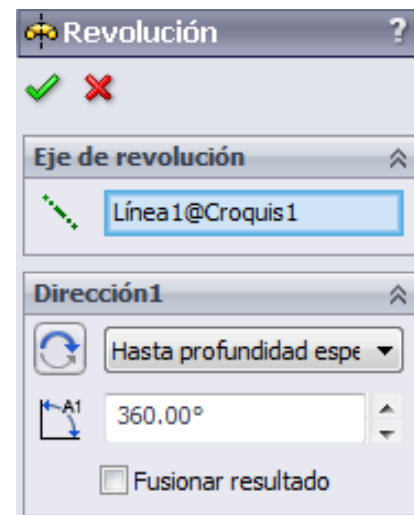 Revolución ?
Eje de revolución
Línea1@Croquis1
Dirección1
Hasta profundidad espe
A1
360.00°
Fusionar resultado